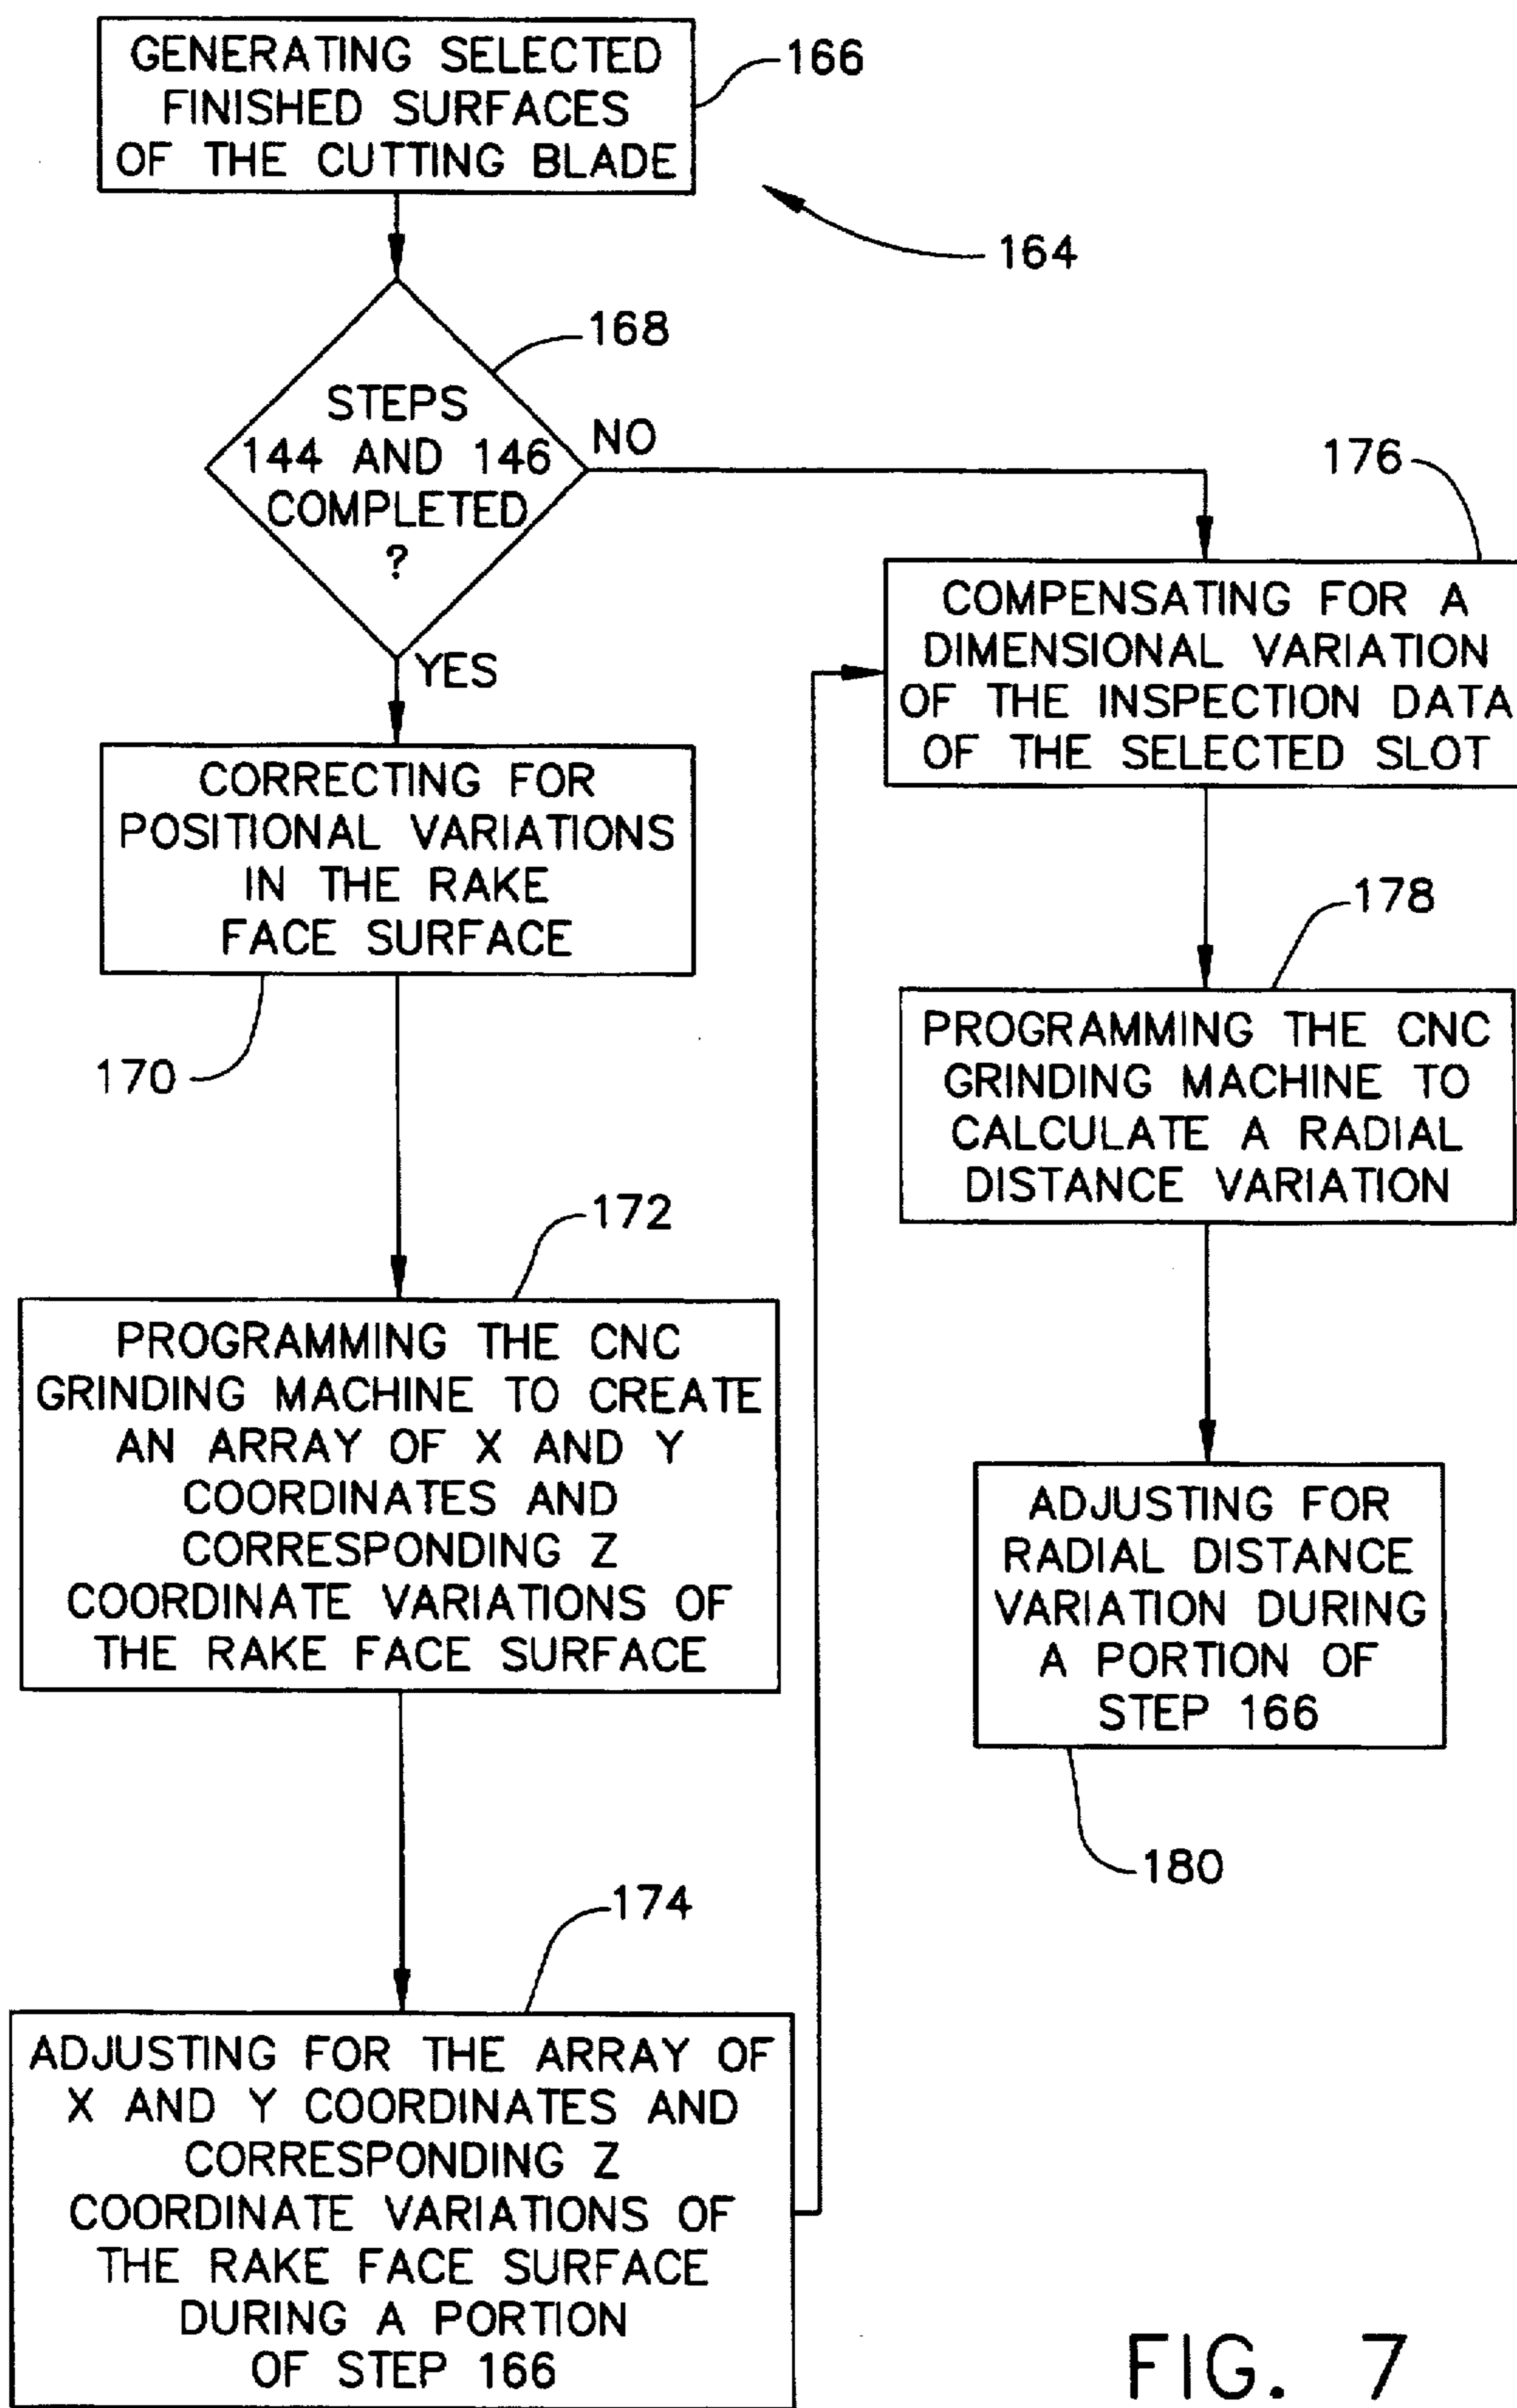 GENERATING SELECTED
FINISHED SURFACES
OF THE CUTTING BLADE
166
164
168
STEPS
144 AND 146
COMPLETED
?
NO
YES
CORRECTING FOR
POSITIONAL VARIATIONS
IN THE RAKE
FACE SURFACE
170
172
PROGRAMMING THE CNC
GRINDING MACHINE TO CREATE
AN ARRAY OF X AND Y
COORDINATES AND
CORRESPONDING Z
COORDINATE VARIATIONS OF
THE RAKE FACE SURFACE
174
ADJUSTING FOR THE ARRAY OF
X AND Y COORDINATES AND
CORRESPONDING Z
COORDINATE VARIATIONS OF
THE RAKE FACE SURFACE
DURING A PORTION
OF STEP 166
176
COMPENSATING FOR A
DIMENSIONAL VARIATION
OF THE INSPECTION DATA
OF THE SELECTED SLOT
178
PROGRAMMING THE CNC
GRINDING MACHINE TO
CALCULATE A RADIAL
DISTANCE VARIATION
ADJUSTING FOR
RADIAL DISTANCE
VARIATION DURING
A PORTION OF
STEP 166
180
FIG. 7